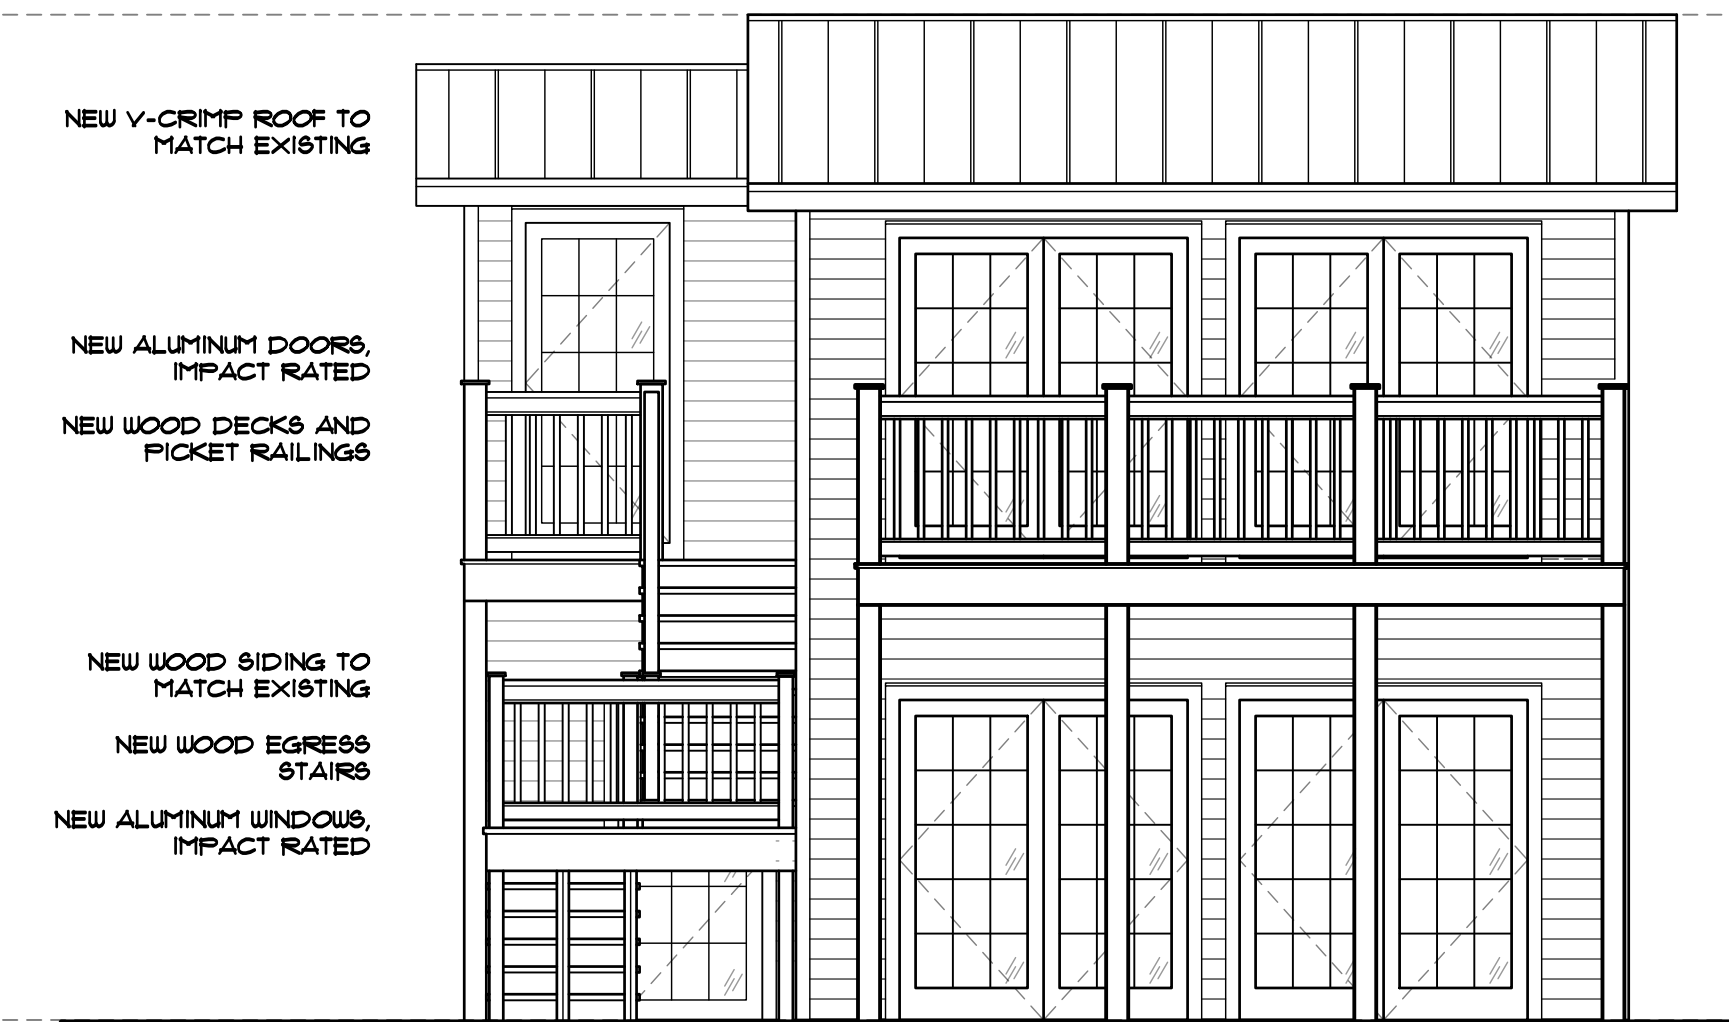 NEW V-CRIMP ROOF TO
MATCH EXISTING
NEW ALUMINUM DOORS,
IMPACT RATED
NEW WOOD DECKS AND
PICKET RAILINGS
NEW WOOD SIDING TO
MATCH EXISTING
NEW WOOD EGRESS
STAIRS
NEW ALUMINUM WINDOWS,
IMPACT RATED